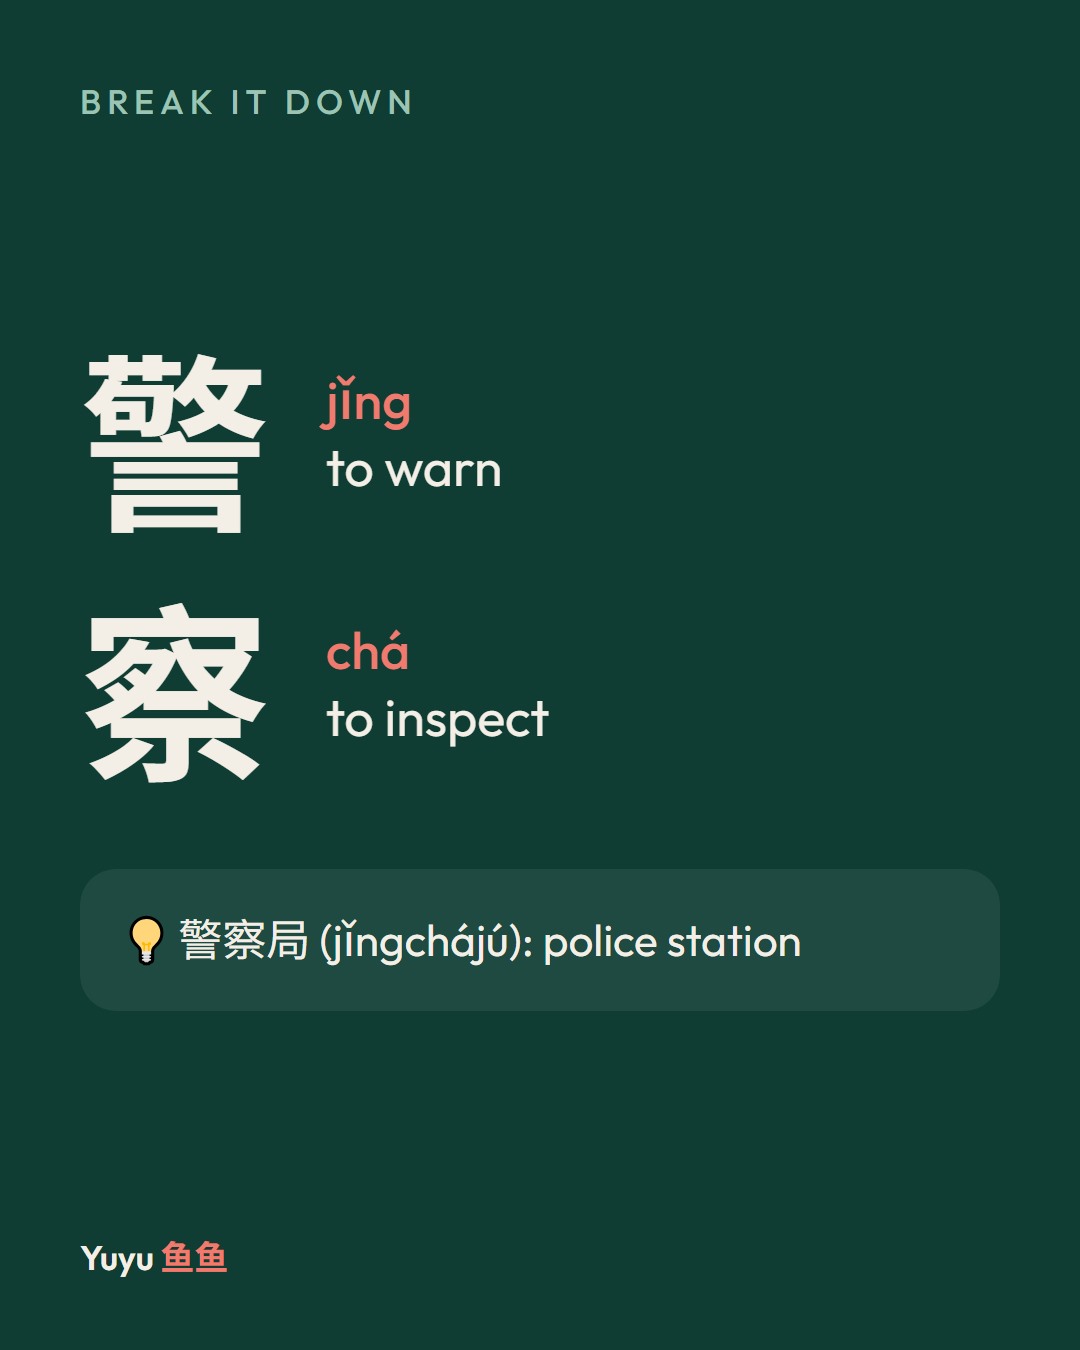 BREAK IT DOWN
警
jǐng
to warn
察
chá
to inspect
💡 警察局 (jǐngchájú): police station
Yuyu 鱼鱼